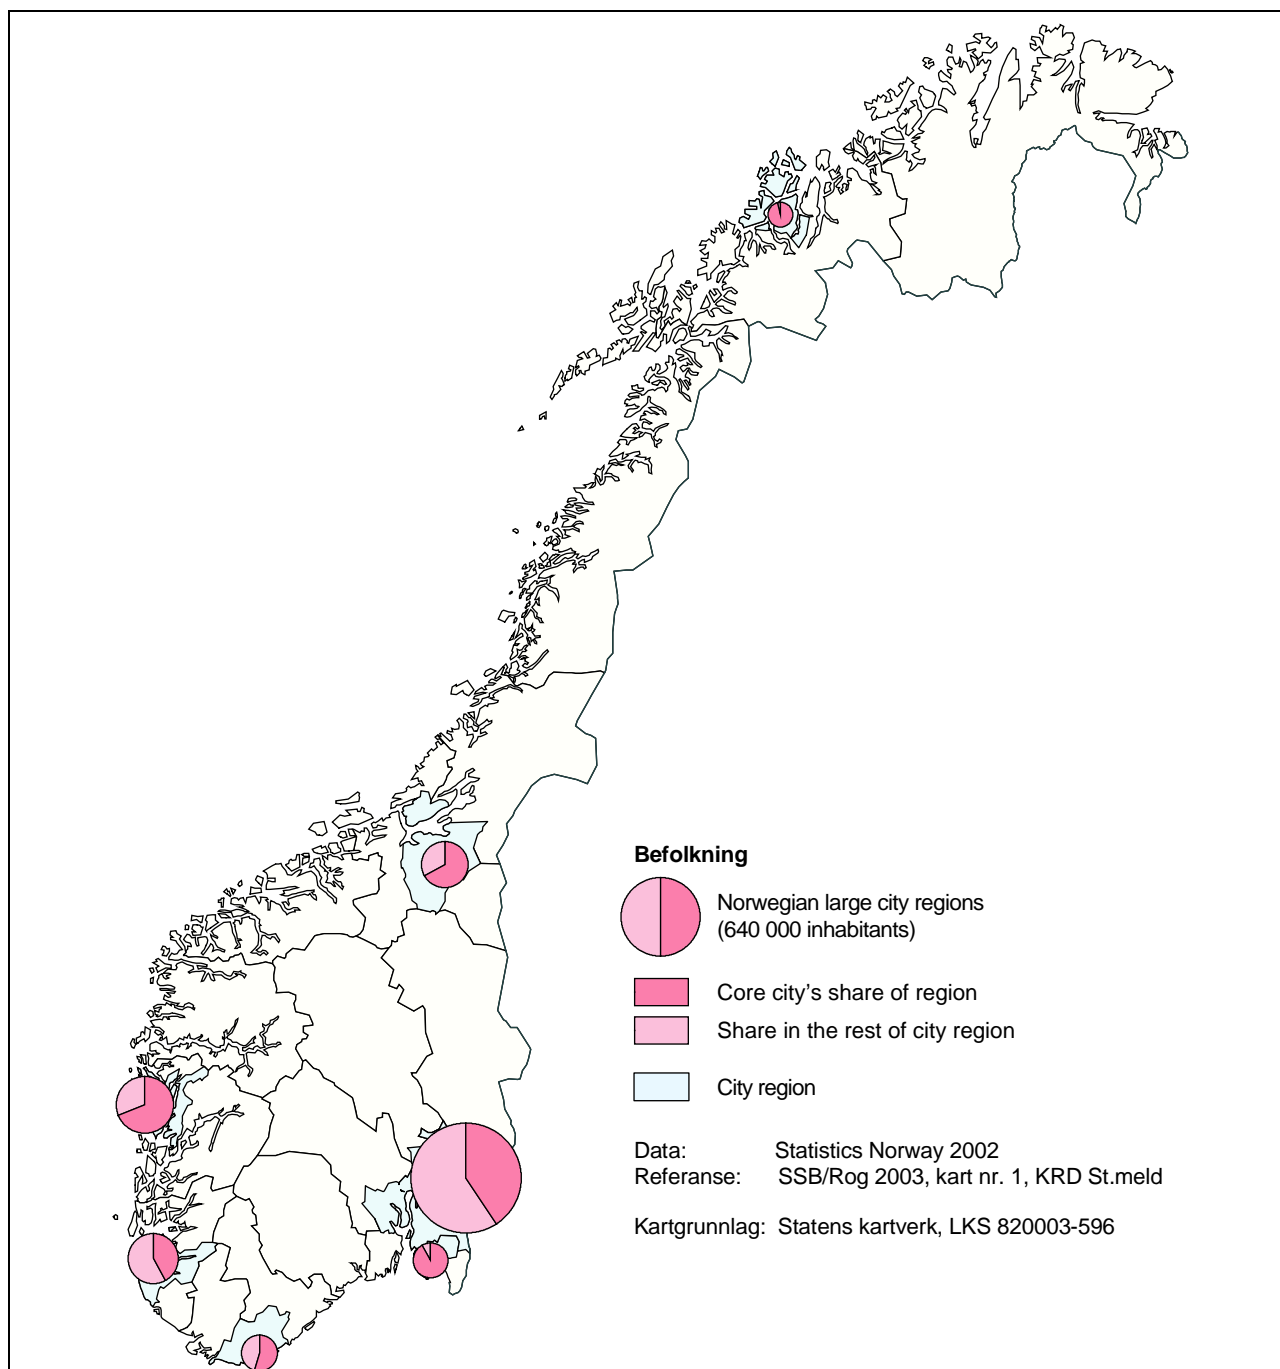 Befolkning
Norwegian large city regions
(640 000 inhabitants)
Core city's share of region
Share in the rest of city region
City region
Data: Statistics Norway 2002
Referanse: SSB/Rog 2003, kart nr. 1, KRD St.meld
Kartgrunnlag: Statens kartverk, LKS 820003-596